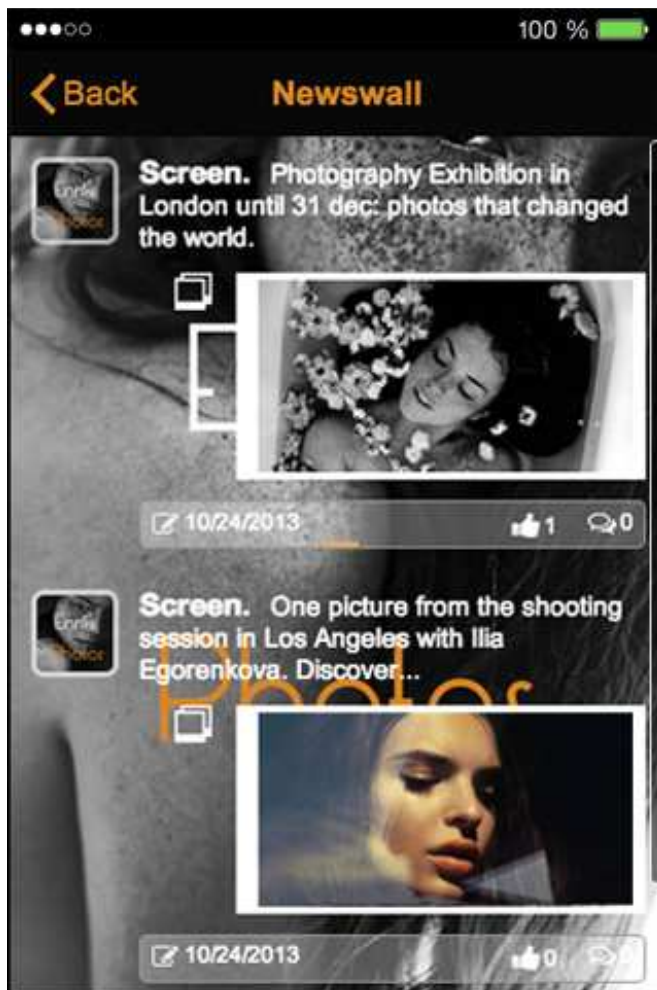 100 %
Back
Newswall
Screen. Photography Exhibition in
London until 31 dec: photos that changed
the world.
10/24/2013
1
0
Screen. One picture from the shooting
session in Los Angeles with Ilia
Egorenkova. Discover...
Photos
10/24/2013
0
0